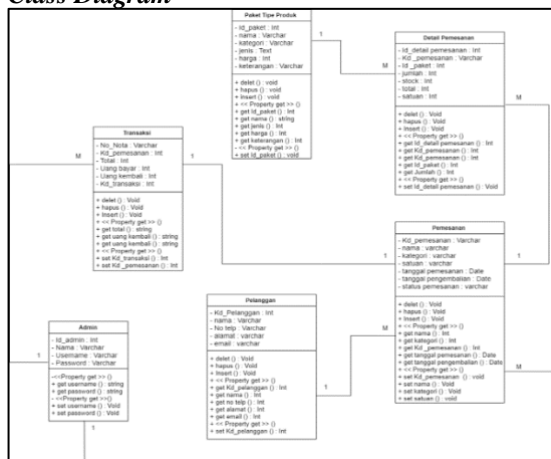 Class Diagram
Paket Tipe Produk
- Id_paket : Int
- nama : Varchar
- kategori : Varchar
- jenis : Text
- harga : Int
- keterangan : Varchar
+ delet () : void
+ hapus () : void
+ Insert () : void
+ << Property get >> ()
+ get Id_paket () : Int
+ get name () : string
+ get jenis () : Int
+ get harga () : Int
+ get keterangan () : Int
- << Property get >> ()
+ set Id_paket () : void
1
M
Detail Pemesanan
- Id_detail pemesanan : Int
- Kd_pemesanan : Varchar
- Id _paket : Int
- jumlah : Int
- stock : Int
- total : Int
- satuan : Int
+ delet () : Void
+ hapus () : Void
+ Insert () : Void
+ << Property get >> ()
+ get Id_detail pemesanan () : Int
+ get Kd_pemesanan () : Int
+ get Kd_pemesanan () : Int
+ get Id_paket () : Int
+ get Jumlah () : Int
+ << Property get >> ()
+ set Id_detail pemesanan () : Void
M
Transaksi
- No_Nota : Varchar
- Kd_pemesanan : Int
- Total : Int
- Uang bayar : Int
- Uang kembali : Int
- Kd_transaksi : Int
+ delet () : Void
+ hapus () : Void
+ Insert () : Void
+ << Property get >> ()
+ get total () : string
+ get uang kembali () : string
+ get uang kembali () : string
+ << Property get >> ()
+ set Kd_transaksi () : Int
+ set Kd _pemesanan () : Int
M
1
Pemesanan
- Kd_pemesanan : Varchar
- nama : varchar
- kategori : varchar
- satuan : varchar
- tanggal pemesanan : Date
- tanggal pengembalian : Date
- status pemesanan : varchar
+ delet () : Void
+ hapus () : Void
+ Insert () : Void
+ << Property get >> ()
+ get nama () : Int
+ get kategori () : Int
+ get Kd _pemesanan () : Int
+ get tanggal pemesanan () : Date
+ get tanggal pengembalian () : Date
+ << Property get >> ()
+ set Kd_pemesanan () : void
+ set nama () : Void
+ set kategori () : Void
+ set satuan () : void
1
1
M
M
Pelanggan
- Kd_Pelanggan : Int
- nama : Varchar
- No telp : Varchar
- alamat : varchar
- email : varchar
+ delet () : Void
+ hapus () : Void
+ Insert () : Void
+ << Property get >> ()
+ get Kd_pelanggan () : Int
+ get nama () : Int
+ get no telp () : Int
+ get alamat () : Int
+ get email () : Int
+ << Property get >> ()
+ set Kd_pelanggan () : Int
1
Admin
- Id_admin : Int
- Nama : Varchar
- Username : Varchar
- Password : Varchar
-<<Property get >> ()
+ get username () : string
+ get password () : string
- <<Property get >> ()
+ set username () : Void
+ set password () : Void
1
1